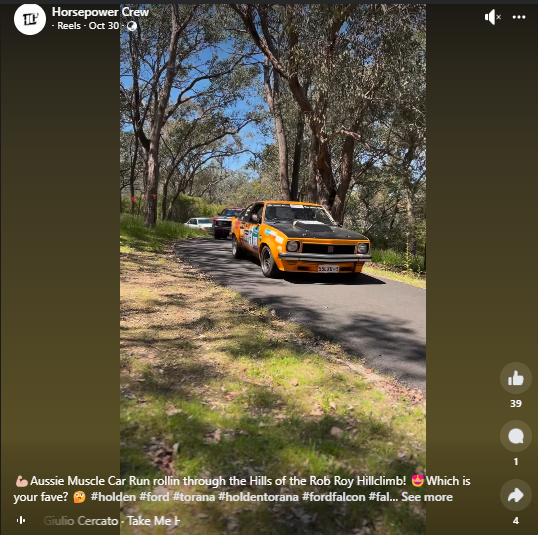 Horsepower Crew
· Reels · Oct 30 ·
39
1
💪🏼Aussie Muscle Car Run rollin through the Hills of the Rob Roy Hillclimb! 😍Which is
your fave? 🤔 #holden #ford #torana #holdentorana #fordfalcon #fal... See more
4
Giulio Cercato · Take Me H